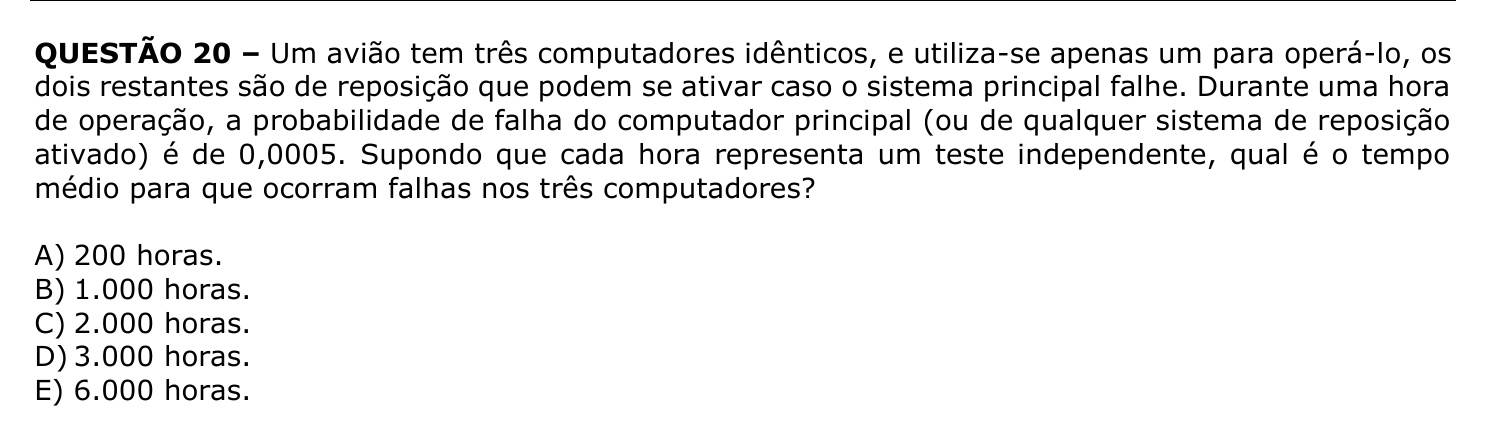 QUESTÃO 20 – Um avião tem três computadores idênticos, e utiliza-se apenas um para operá-lo, os
dois restantes são de reposição que podem se ativar caso o sistema principal falhe. Durante uma hora
de operação, a probabilidade de falha do computador principal (ou de qualquer sistema de reposição
ativado) é de 0,0005. Supondo que cada hora representa um teste independente, qual é o tempo
médio para que ocorram falhas nos três computadores?
A) 200 horas.
B) 1.000 horas.
C) 2.000 horas.
D) 3.000 horas.
E) 6.000 horas.